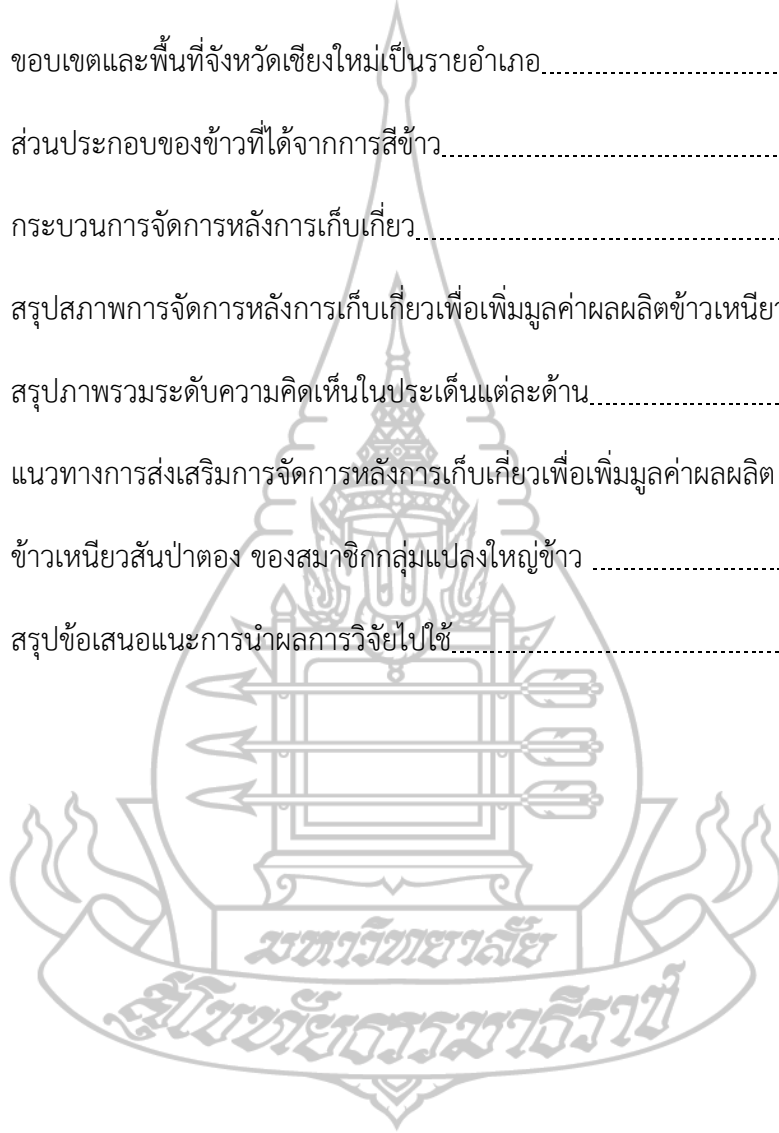 ขอบเขตและพื้นที่จังหวัดเชียงใหม่เป็นรายอำเภอ
ส่วนประกอบของข้าวที่ได้จากการสีข้าว
กระบวนการจัดการหลังการเก็บเกี่ยว
สรุปสภาพการจัดการหลังการเก็บเกี่ยวเพื่อเพิ่มมูลค่าผลผลิตข้าวเหนียว
สรุปภาพรวมระดับความคิดเห็นในประเด็นแต่ละด้าน
แนวทางการส่งเสริมการจัดการหลังการเก็บเกี่ยวเพื่อเพิ่มมูลค่าผลผลิต
ข้าวเหนียวสันป่าตอง ของสมาชิกกลุ่มแปลงใหญ่ข้าว
สรุปข้อเสนอแนะการนำผลการวิจัยไปใช้
มหาวิทยาลัย
สุโขทัยธรรมาธิราช